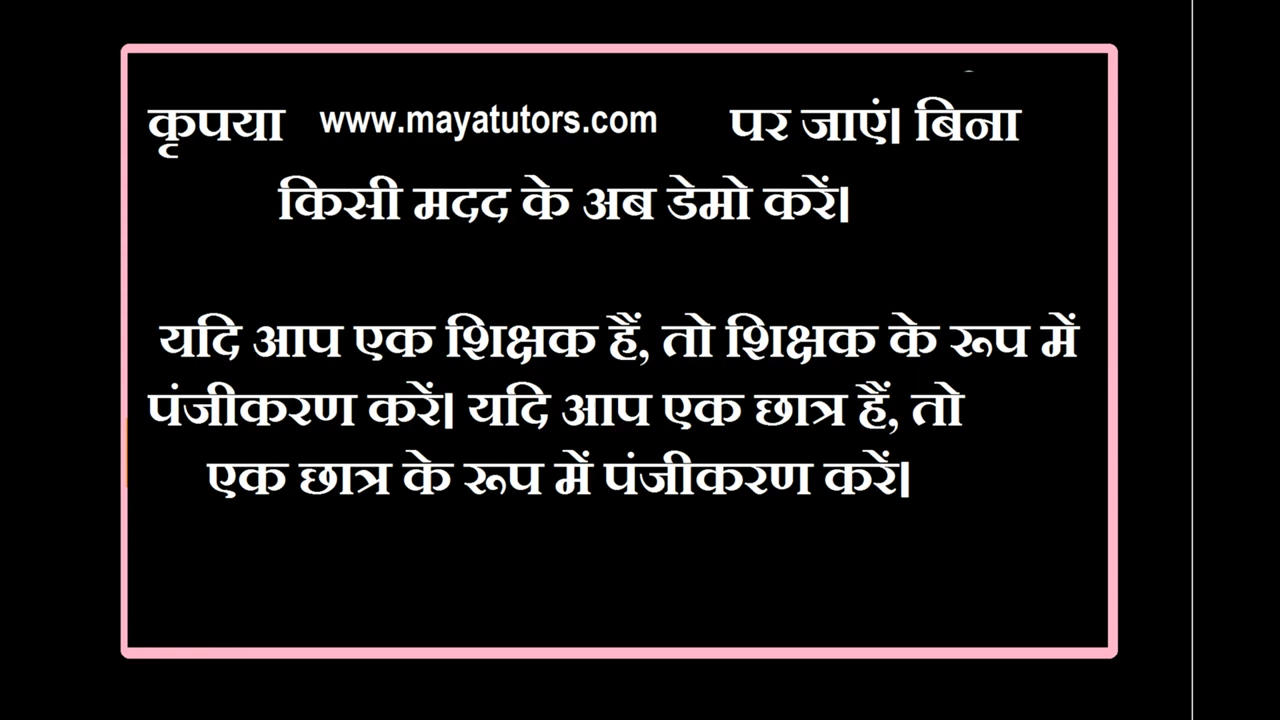 कृपया www.mayatutors.com पर जाएं। बिना
किसी मदद के अब डेमो करें।
यदि आप एक शिक्षक हैं, तो शिक्षक के रूप में
पंजीकरण करें। यदि आप एक छात्र हैं, तो
एक छात्र के रूप में पंजीकरण करें।